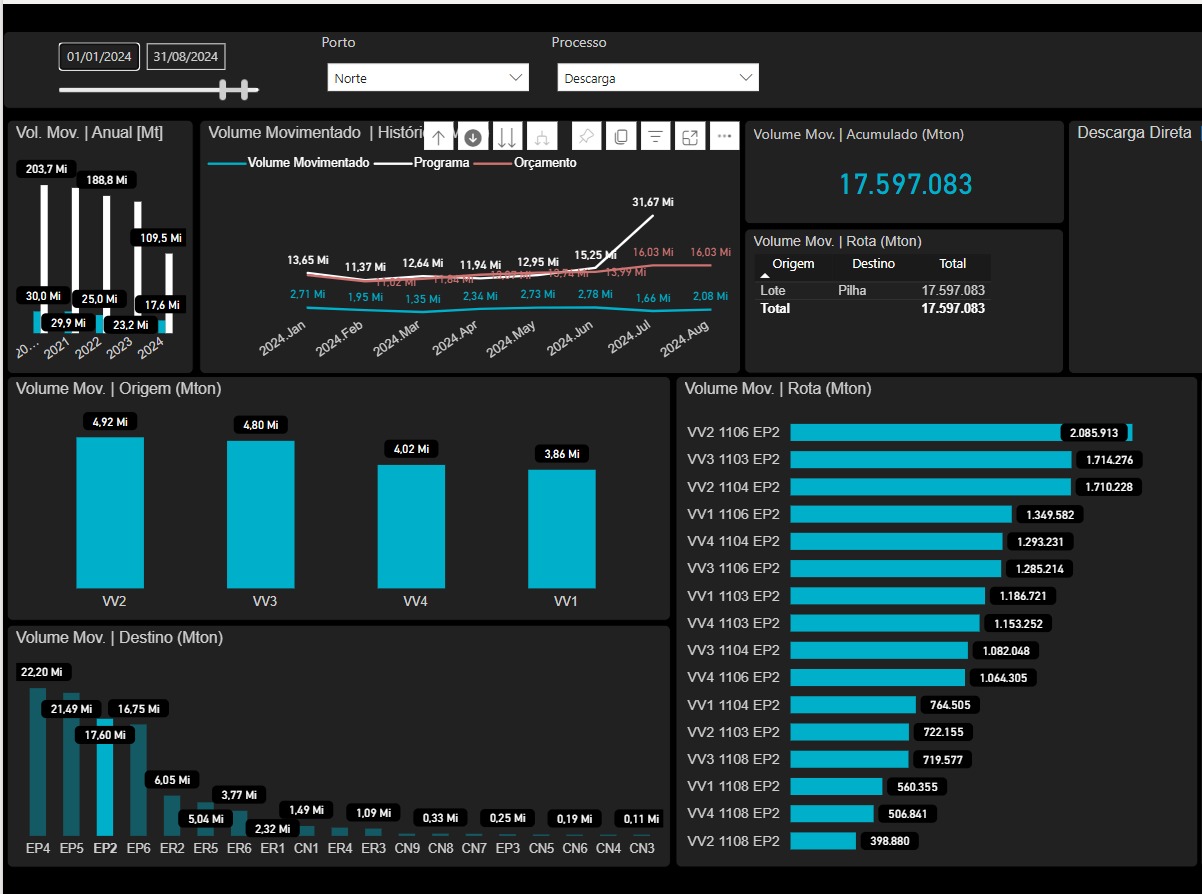 Porto
Processo
01/01/2024
31/08/2024
Norte
Descarga
Vol. Mov. | Anual [Mt]
203,7 Mi
188,8 Mi
109,5 Mi
30,0 Mi
25,0 Mi
17,6 Mi
29,9 Mi
23,2 Mi
20...
2021
2022
2023
2024
Volume Movimentado | Históri
Volume Movimentado
Programa
Orçamento
31,67 Mi
13,65 Mi
11,37 Mi
12,64 Mi
11,94 Mi
12,95 Mi
15,25 Mi
16,03 Mi
16,03 Mi
11,02 Mi
11,84 Mi
13,74 Mi
13,99 Mi
2,71 Mi
1,95 Mi
1,35 Mi
2,34 Mi
2,73 Mi
2,78 Mi
1,66 Mi
2,08 Mi
2024.Jan
2024.Feb
2024.Mar
2024.Apr
2024.May
2024.Jun
2024.Jul
2024.Aug
Volume Mov. | Acumulado (Mton)
17.597.083
Volume Mov. | Rota (Mton)
Origem Destino Total
Lote Pilha 17.597.083
Total 17.597.083
Descarga Direta
Volume Mov. | Origem (Mton)
4,92 Mi
4,80 Mi
4,02 Mi
3,86 Mi
VV2
VV3
VV4
VV1
Volume Mov. | Destino (Mton)
22,20 Mi
21,49 Mi
17,60 Mi
16,75 Mi
6,05 Mi
5,04 Mi
3,77 Mi
2,32 Mi
1,49 Mi
1,09 Mi
0,33 Mi
0,25 Mi
0,19 Mi
0,11 Mi
EP4 EP5 EP2 EP6 ER2 ER5 ER6 ER1 CN1 ER4 ER3 CN9 CN8 CN7 EP3 CN5 CN6 CN4 CN3
Volume Mov. | Rota (Mton)
VV2 1106 EP2 2.085.913
VV3 1103 EP2 1.714.276
VV2 1104 EP2 1.710.228
VV1 1106 EP2 1.349.582
VV4 1104 EP2 1.293.231
VV3 1106 EP2 1.285.214
VV1 1103 EP2 1.186.721
VV4 1103 EP2 1.153.252
VV3 1104 EP2 1.082.048
VV4 1106 EP2 1.064.305
VV1 1104 EP2 764.505
VV2 1103 EP2 722.155
VV3 1108 EP2 719.577
VV1 1108 EP2 560.355
VV4 1108 EP2 506.841
VV2 1108 EP2 398.880